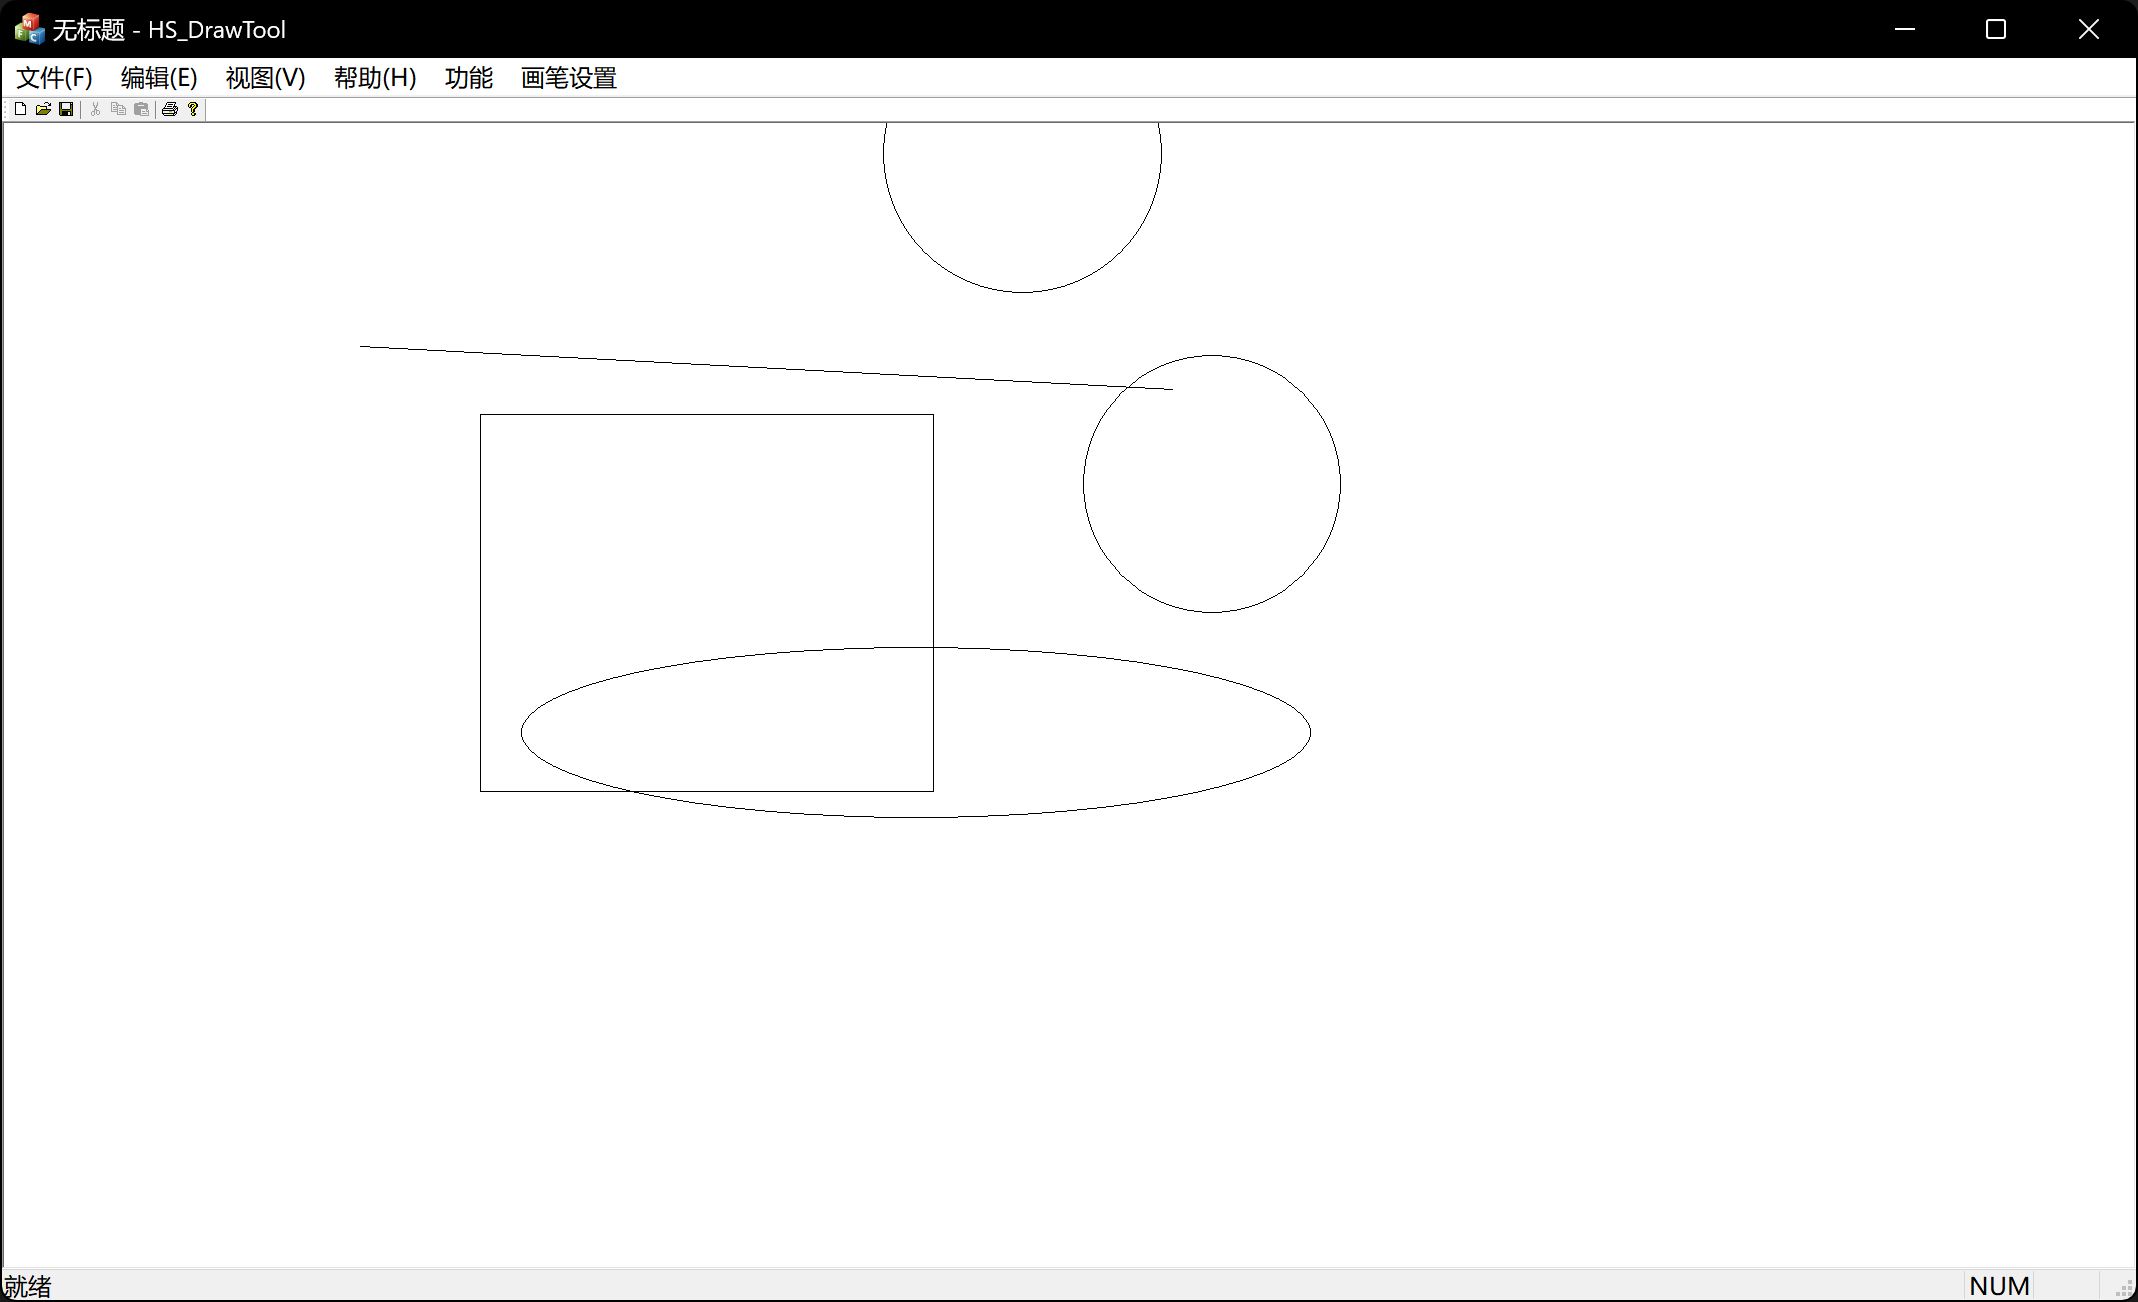 无标题 - HS_DrawTool
文件(F) 编辑(E) 视图(V) 帮助(H) 功能 画笔设置
就绪 NUM